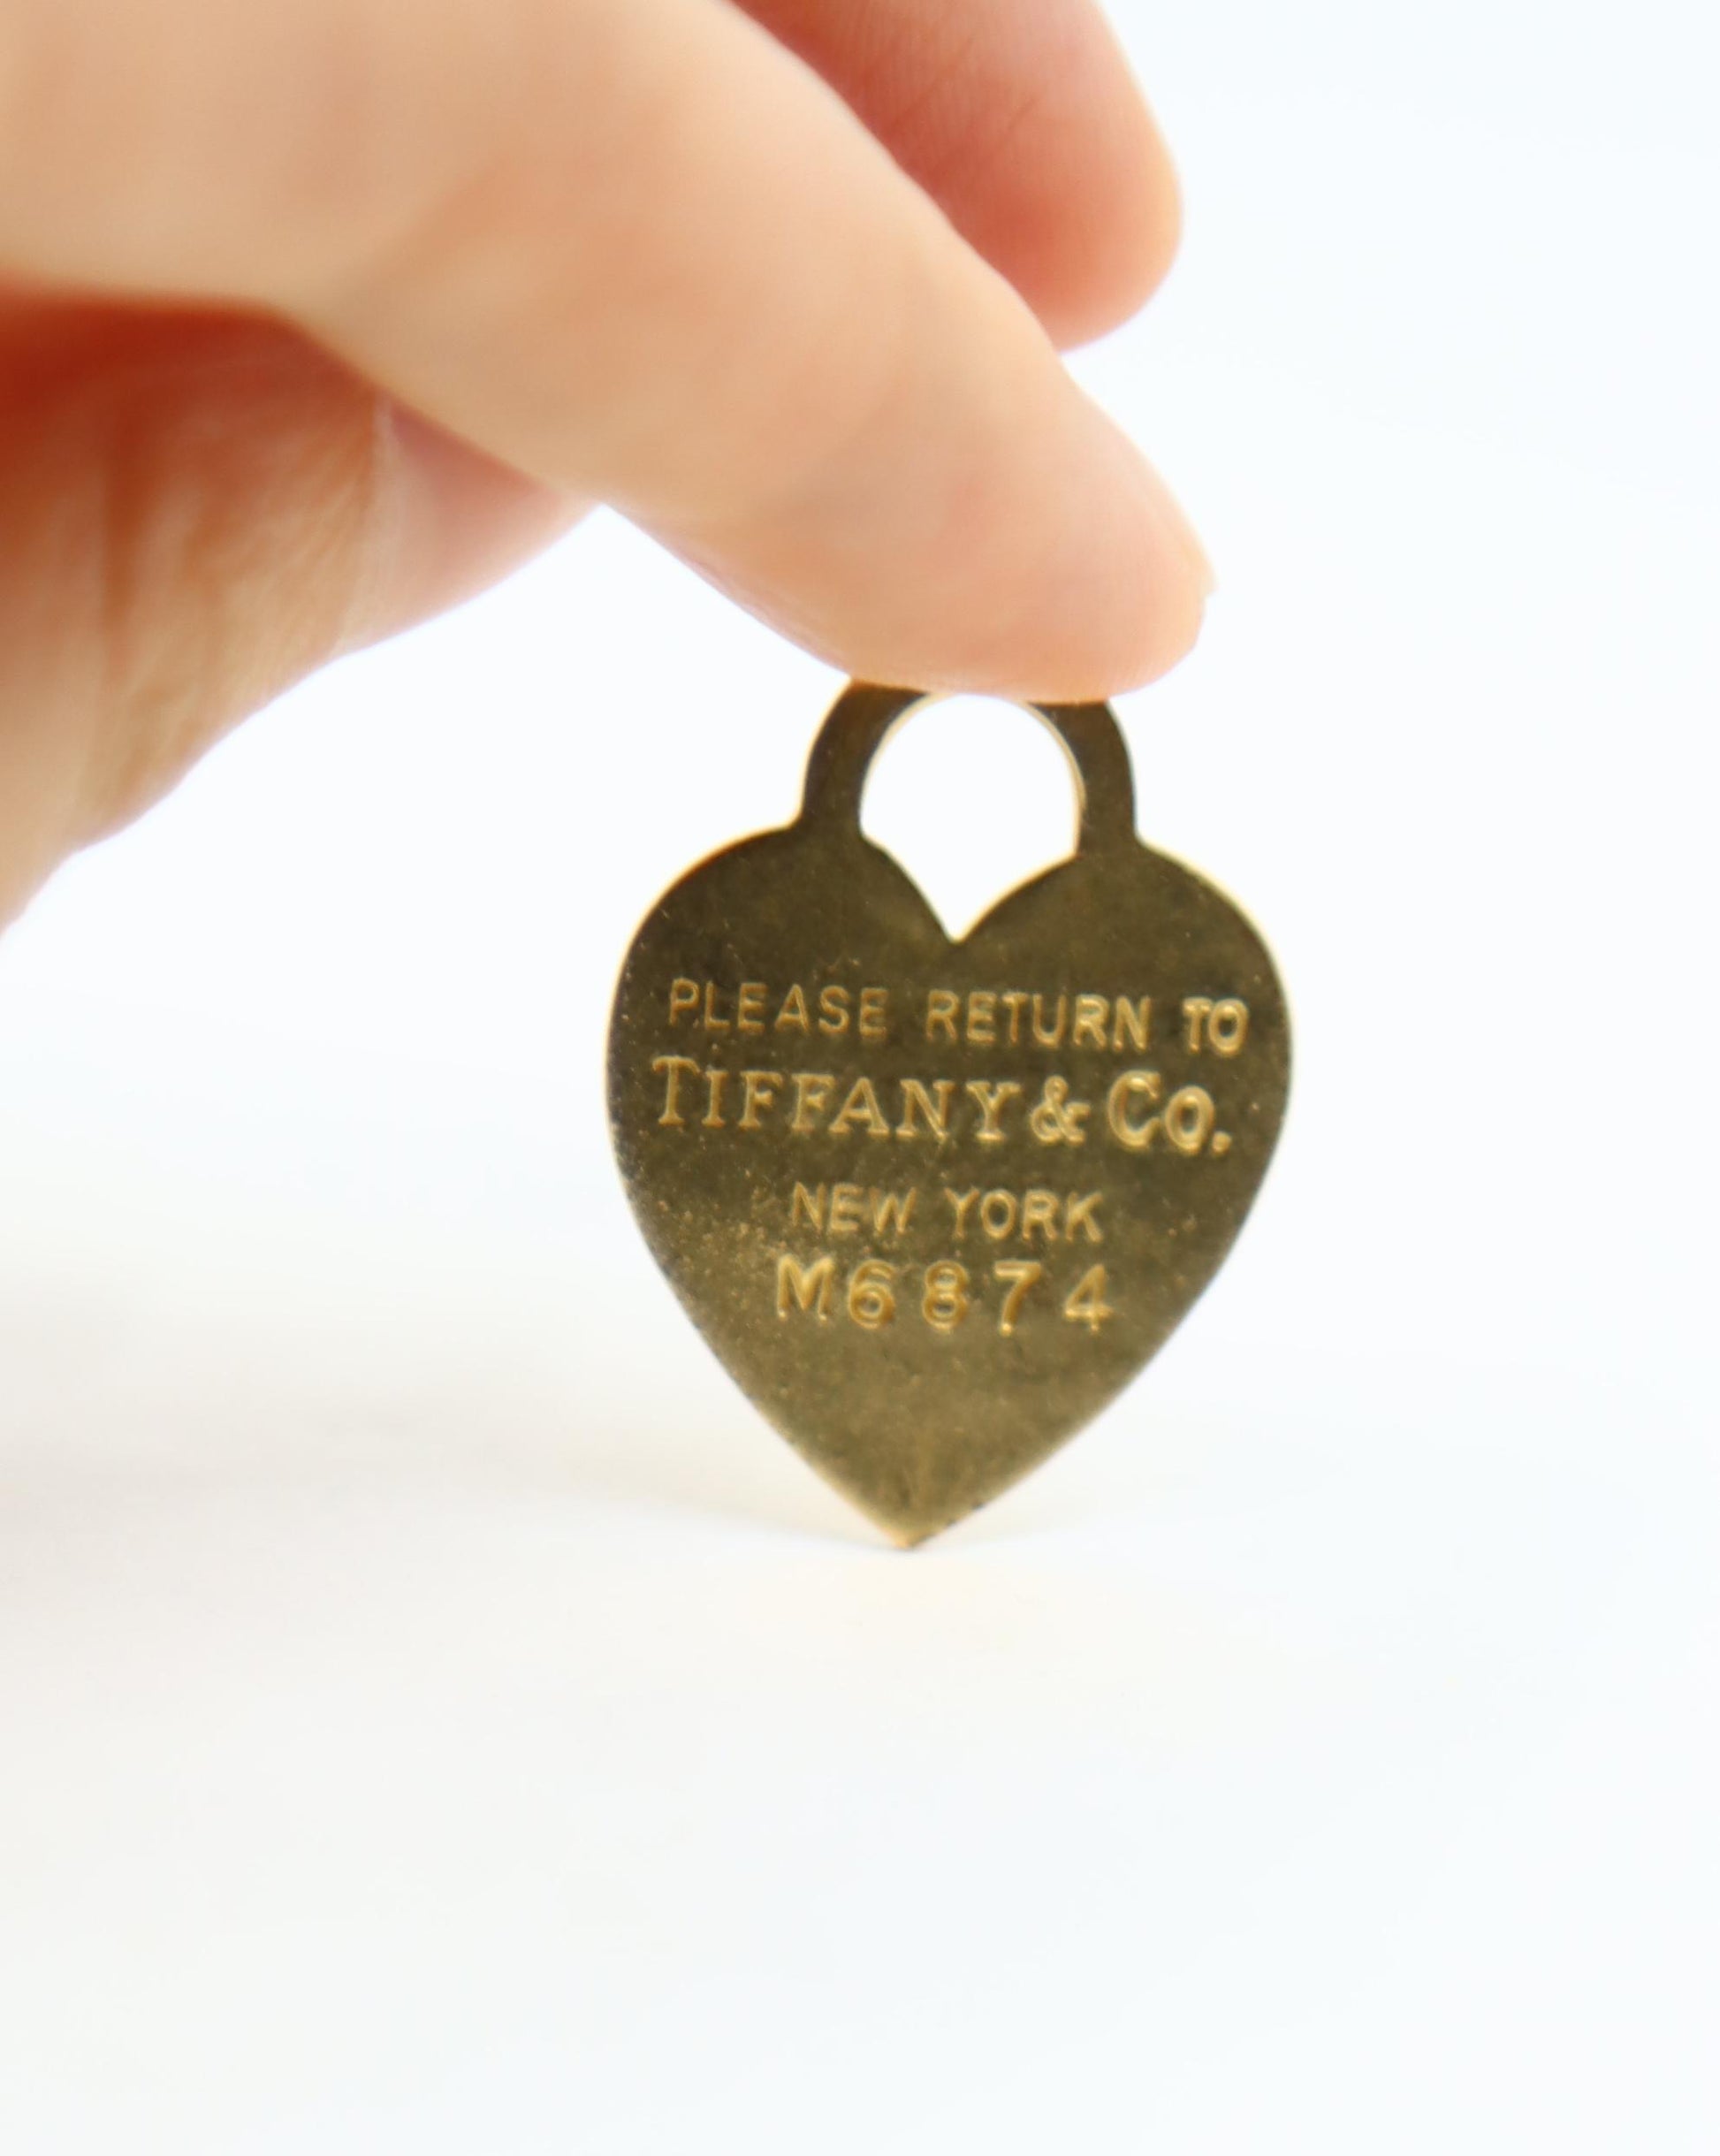 PLEASE RETURN TO
TIFFANY & CO.
NEW YORK
M6874